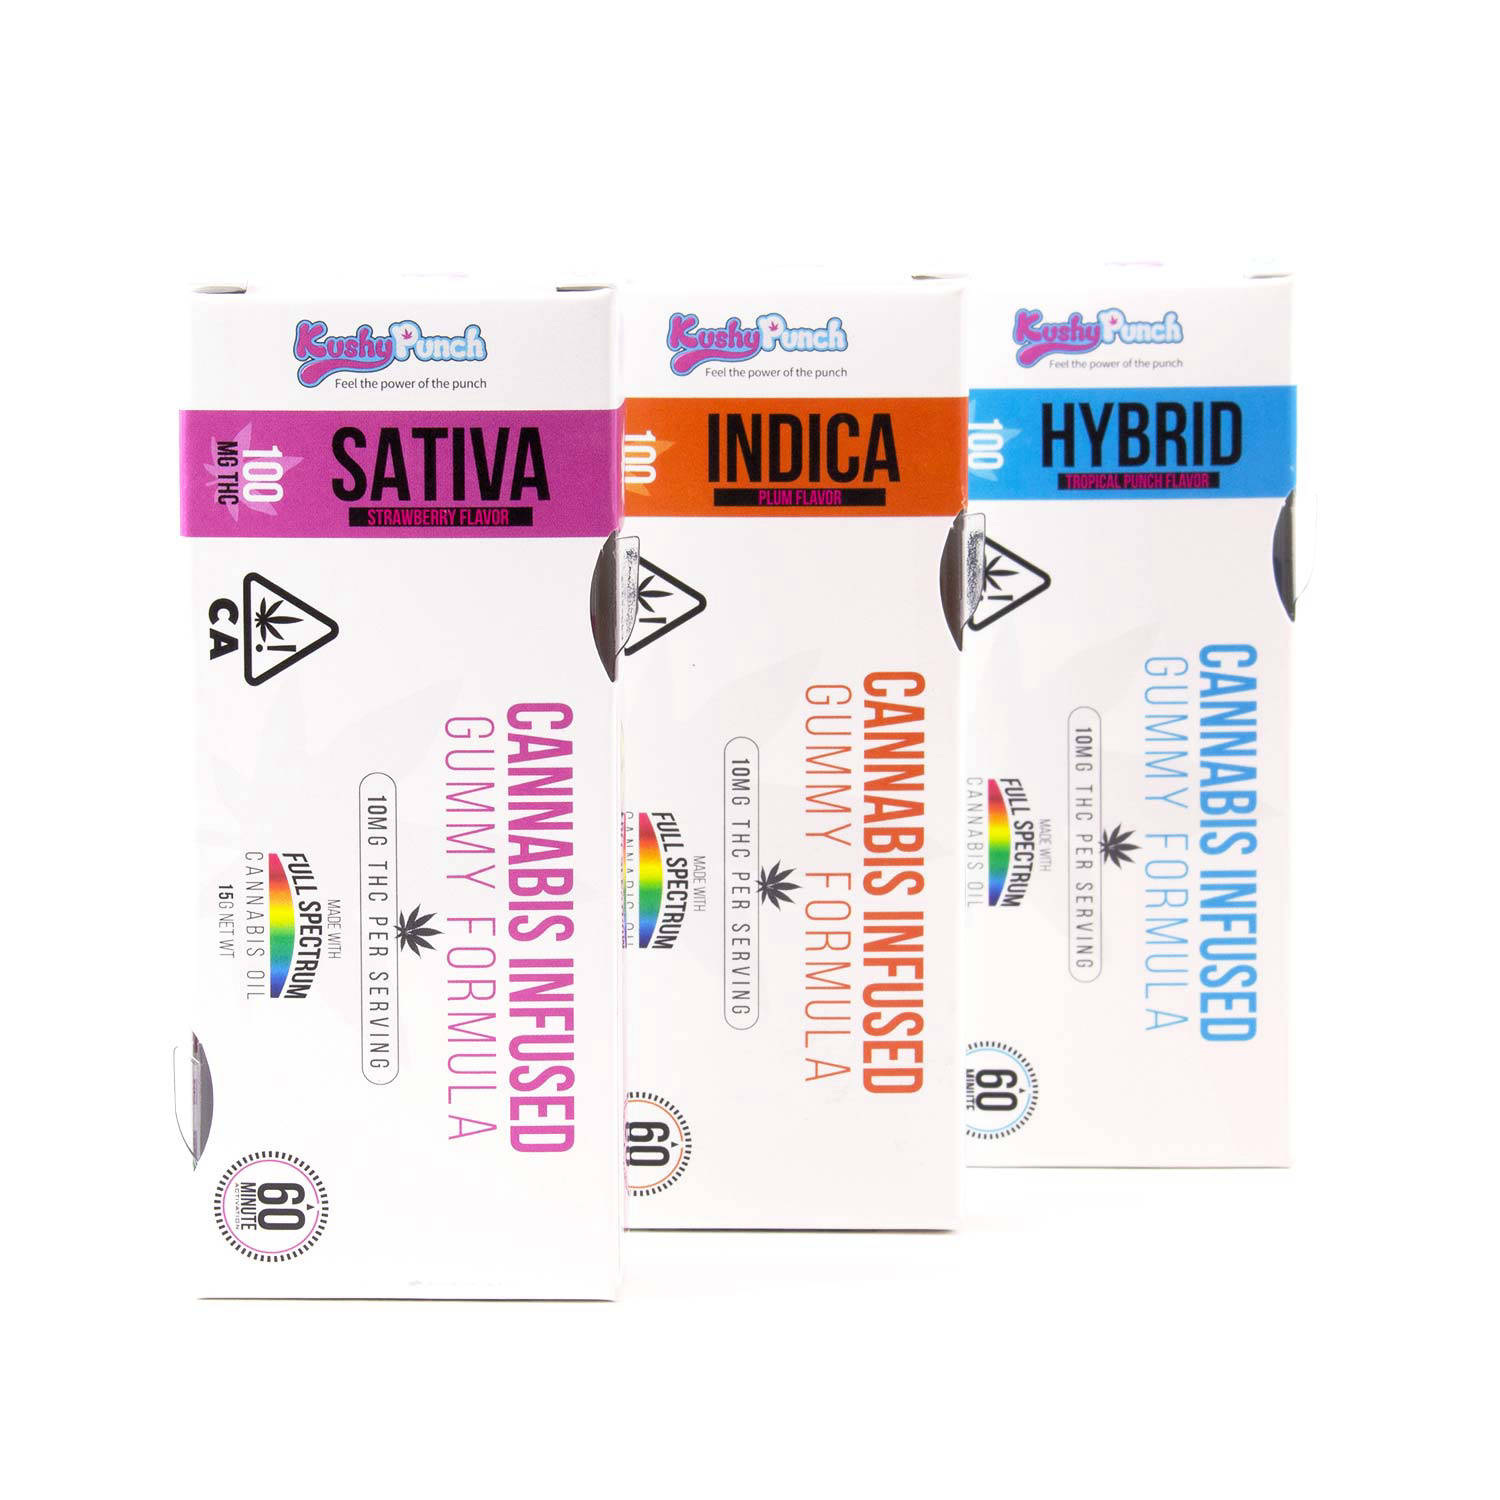 KushyPunch
Feel the power of the punch
100
MG THC
SATIVA
STRAWBERRY FLAVOR
!
CA
CANNABIS INFUSED
GUMMY FORMULA
10MG THC PER SERVING
MADE WITH
FULL SPECTRUM
CANNABIS OIL
15G NET WT
60
MINUTE
ACTIVATION
KushyPunch
Feel the power of the punch
100
INDICA
PLUM FLAVOR
!
CANNABIS INFUSED
GUMMY FORMULA
10MG THC PER SERVING
MADE WITH
FULL SPECTRUM
CANNABIS OIL
60
KushyPunch
Feel the power of the punch
100
HYBRID
TROPICAL PUNCH FLAVOR
!
CANNABIS INFUSED
GUMMY FORMULA
10MG THC PER SERVING
MADE WITH
FULL SPECTRUM
CANNABIS OIL
60
MINUTE